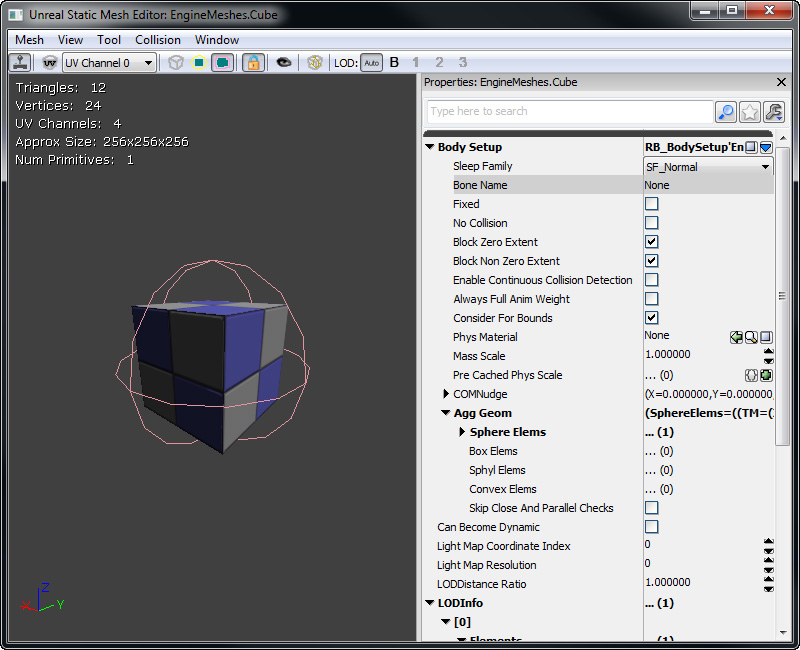 Unreal Static Mesh Editor: EngineMeshes.Cube
Mesh View Tool Collision Window
UV UV Channel 0 LOD: Auto B 1 2 3
Triangles: 12
Vertices: 24
UV Channels: 4
Approx Size: 256x256x256
Num Primitives: 1
Z
Y
Properties: EngineMeshes.Cube
Type here to search
Body Setup RB_BodySetup'En
Sleep Family SF_Normal
Bone Name None
Fixed
No Collision
Block Zero Extent
Block Non Zero Extent
Enable Continuous Collision Detection
Always Full Anim Weight
Consider For Bounds
Phys Material None
Mass Scale 1.000000
Pre Cached Phys Scale ... (0)
COMNudge (X=0.000000,Y=0.000000,
Agg Geom (SphereElems=((TM=(
Sphere Elems ... (1)
Box Elems ... (0)
Sphyl Elems ... (0)
Convex Elems ... (0)
Skip Close And Parallel Checks
Can Become Dynamic
Light Map Coordinate Index 0
Light Map Resolution 0
LODDistance Ratio 1.000000
LODInfo ... (1)
[0]
Elements ... (1)